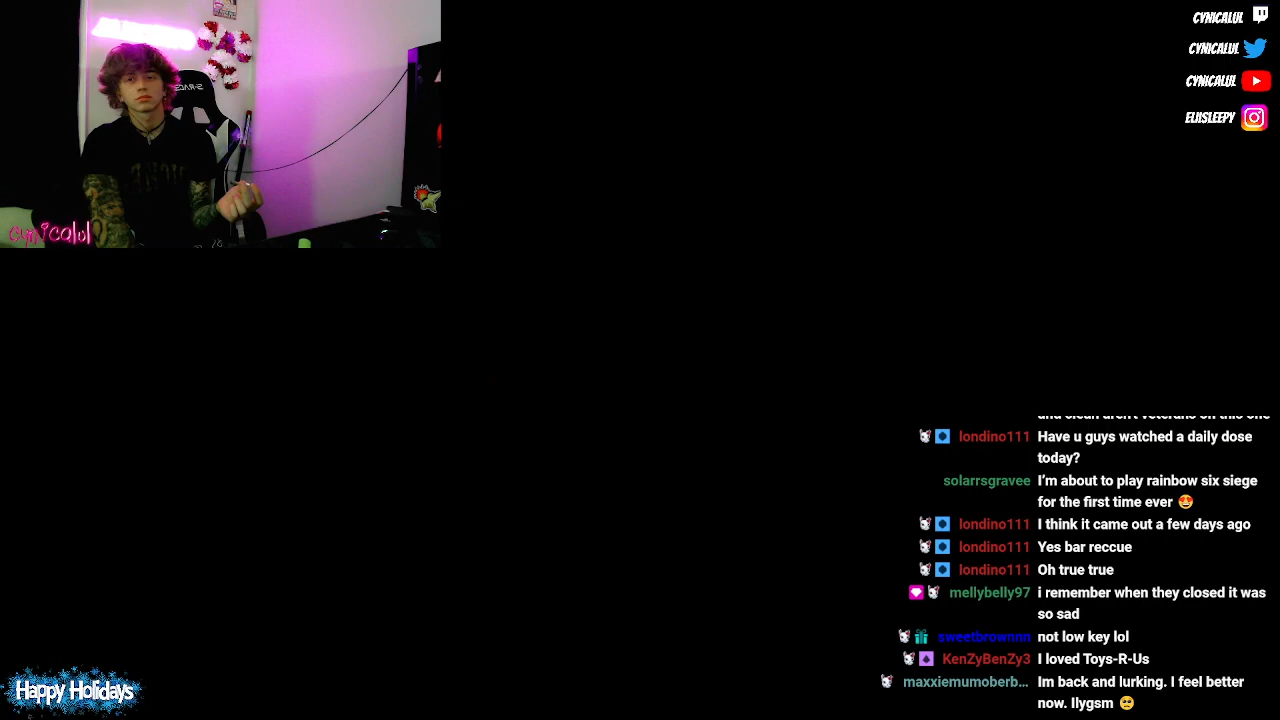 CYNICALUL
CYNICALUL
CYNICALUL
ELIISLEEPY
cynicalul
londino111 Have u guys watched a daily dose
today?
solarrsgravee I'm about to play rainbow six siege
for the first time ever 😍
londino111 I think it came out a few days ago
londino111 Yes bar reccue
londino111 Oh true true
mellybelly97 i remember when they closed it was
so sad
sweetbrownnn not low key lol
KenZyBenZy3 I loved Toys-R-Us
maxxiemumoberb... Im back and lurking. I feel better
now. Ilygsm 🥺
Happy Holidays